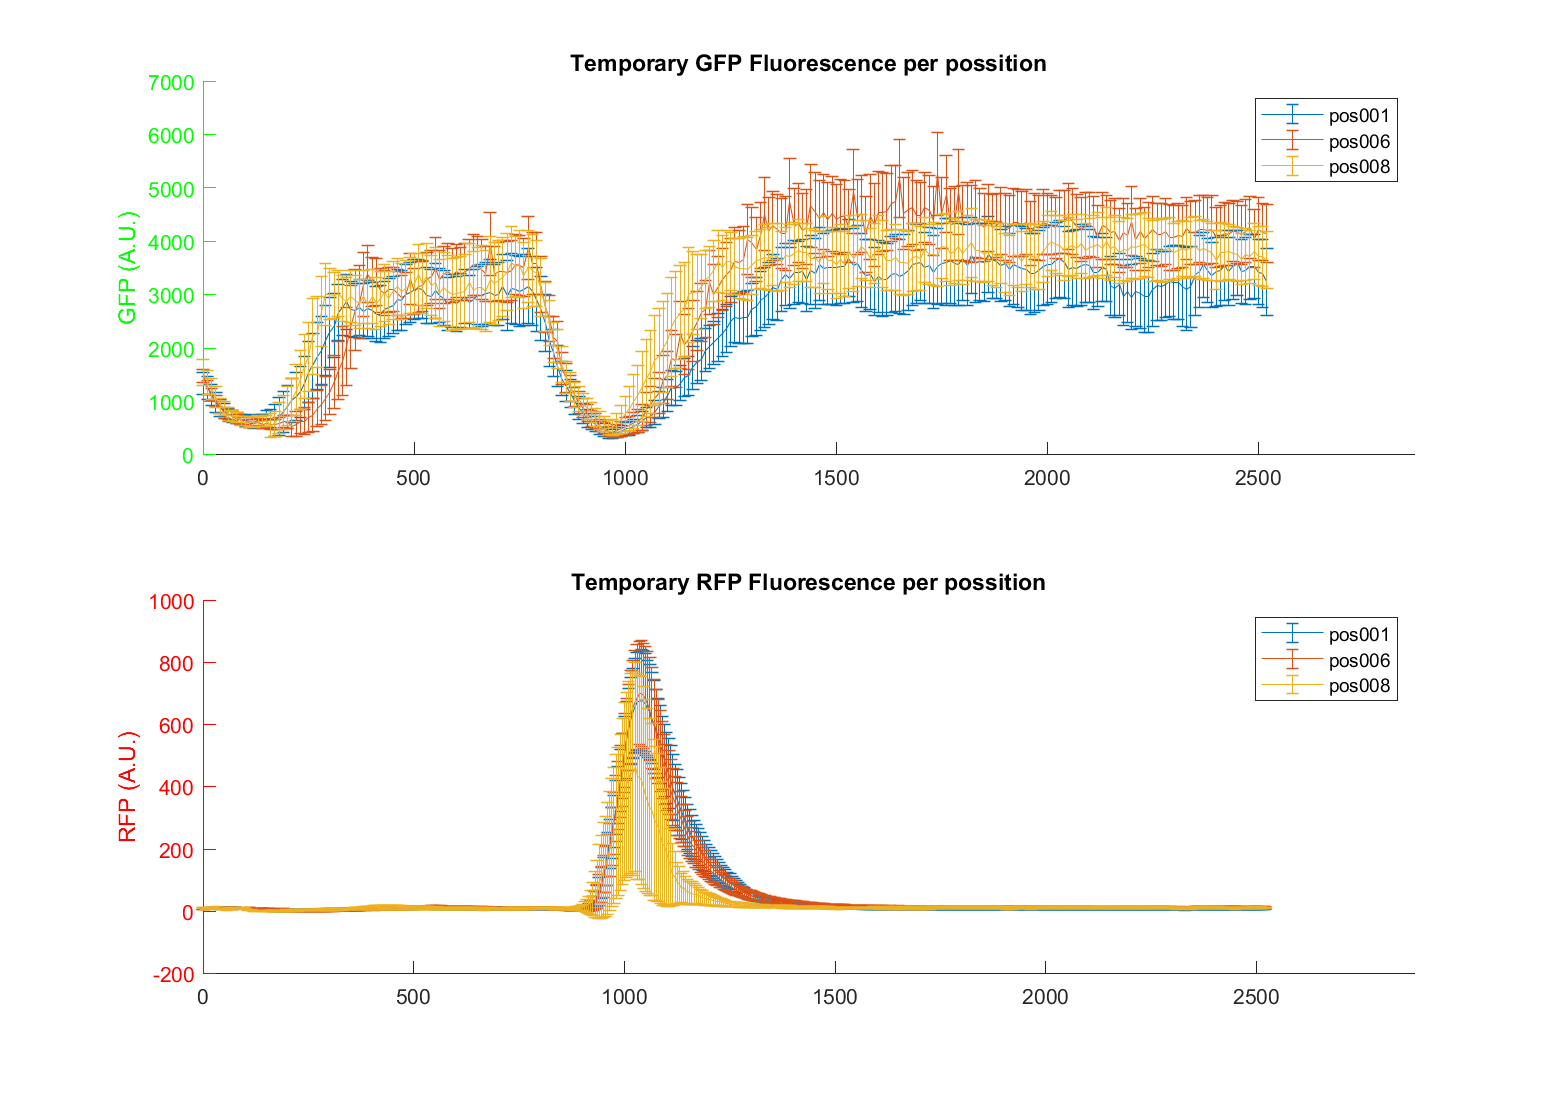 Temporary GFP Fluorescence per possition
7000
6000
5000
4000
3000
2000
1000
0
GFP (A.U.)
pos001
pos006
pos008
0 500 1000 1500 2000 2500
Temporary RFP Fluorescence per possition
1000
800
600
400
200
0
-200
RFP (A.U.)
pos001
pos006
pos008
0 500 1000 1500 2000 2500